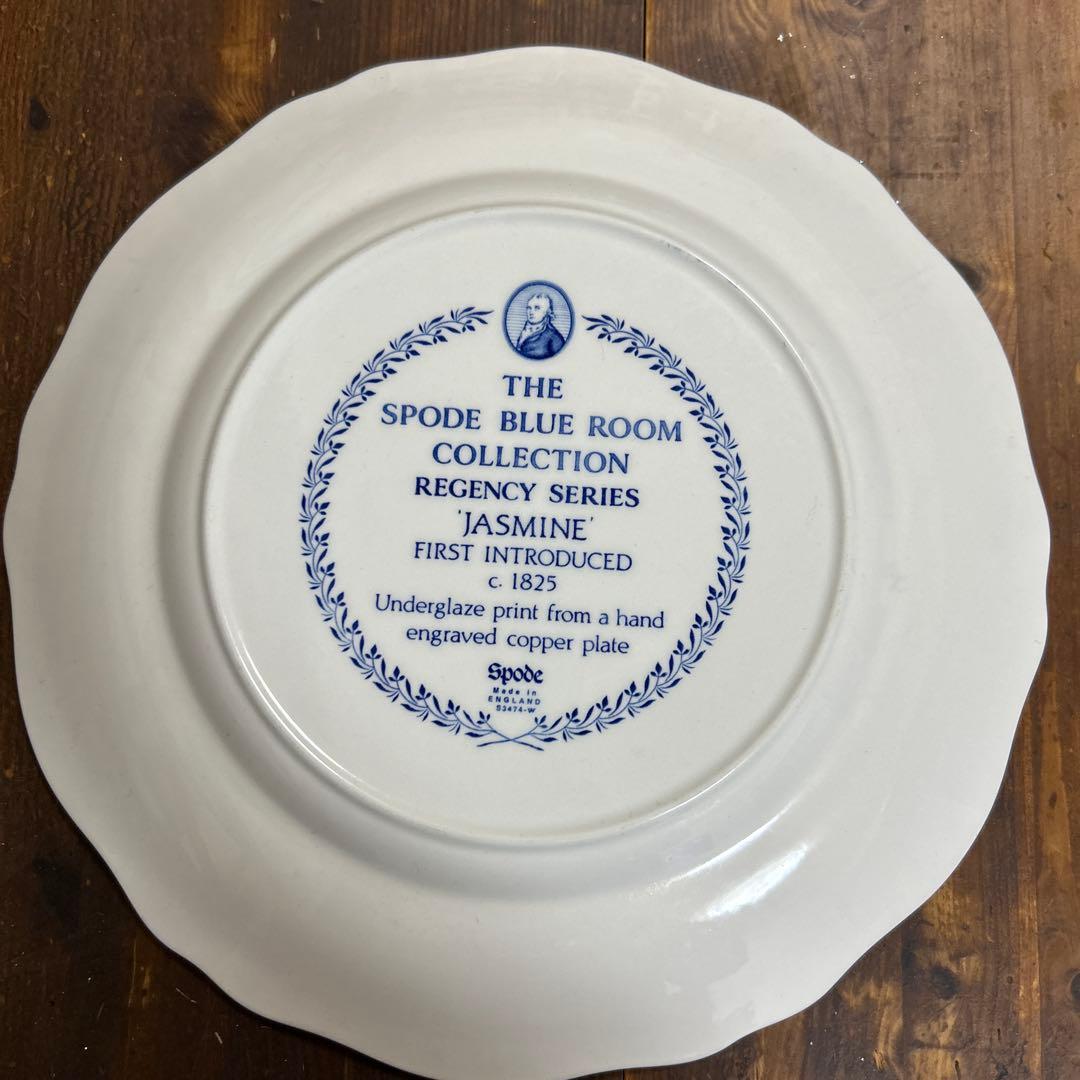 THE
SPODE BLUE ROOM
COLLECTION
REGENCY SERIES
'JASMINE'
FIRST INTRODUCED
c. 1825
Underglaze print from a hand
engraved copper plate
Spode
Made in
ENGLAND
S3474-W